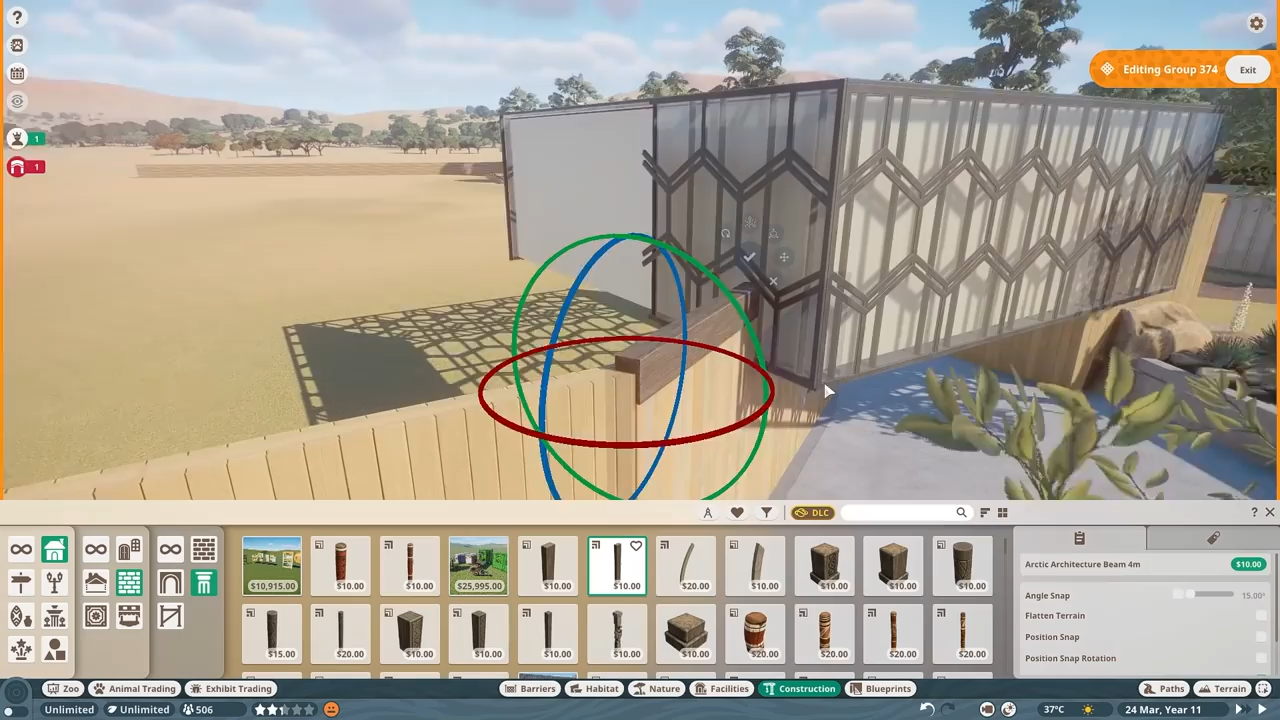 ?
Editing Group 374
Exit
1
1
DLC
?
$10,915.00
$10.00
$10.00
$25,995.00
$10.00
$10.00
$20.00
$10.00
$10.00
$10.00
$10.00
$15.00
$20.00
$10.00
$10.00
$10.00
$10.00
$10.00
$20.00
$20.00
$20.00
$20.00
Arctic Architecture Beam 4m
$10.00
Angle Snap
15.00°
Flatten Terrain
Position Snap
Position Snap Rotation
Zoo
Animal Trading
Exhibit Trading
Barriers
Habitat
Nature
Facilities
Construction
Blueprints
Paths
Terrain
Unlimited
Unlimited
506
37°C
24 Mar, Year 11